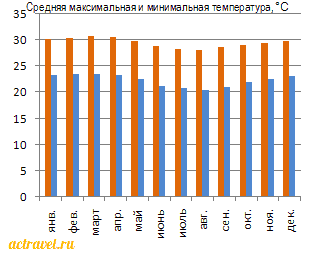 Средняя максимальная и минимальная температура, °С
35
30
25
20
15
10
5
0
янв.
фев.
март
апр.
май
июнь
июль
авг.
сен.
окт.
ноя.
дек.
actravel.ru